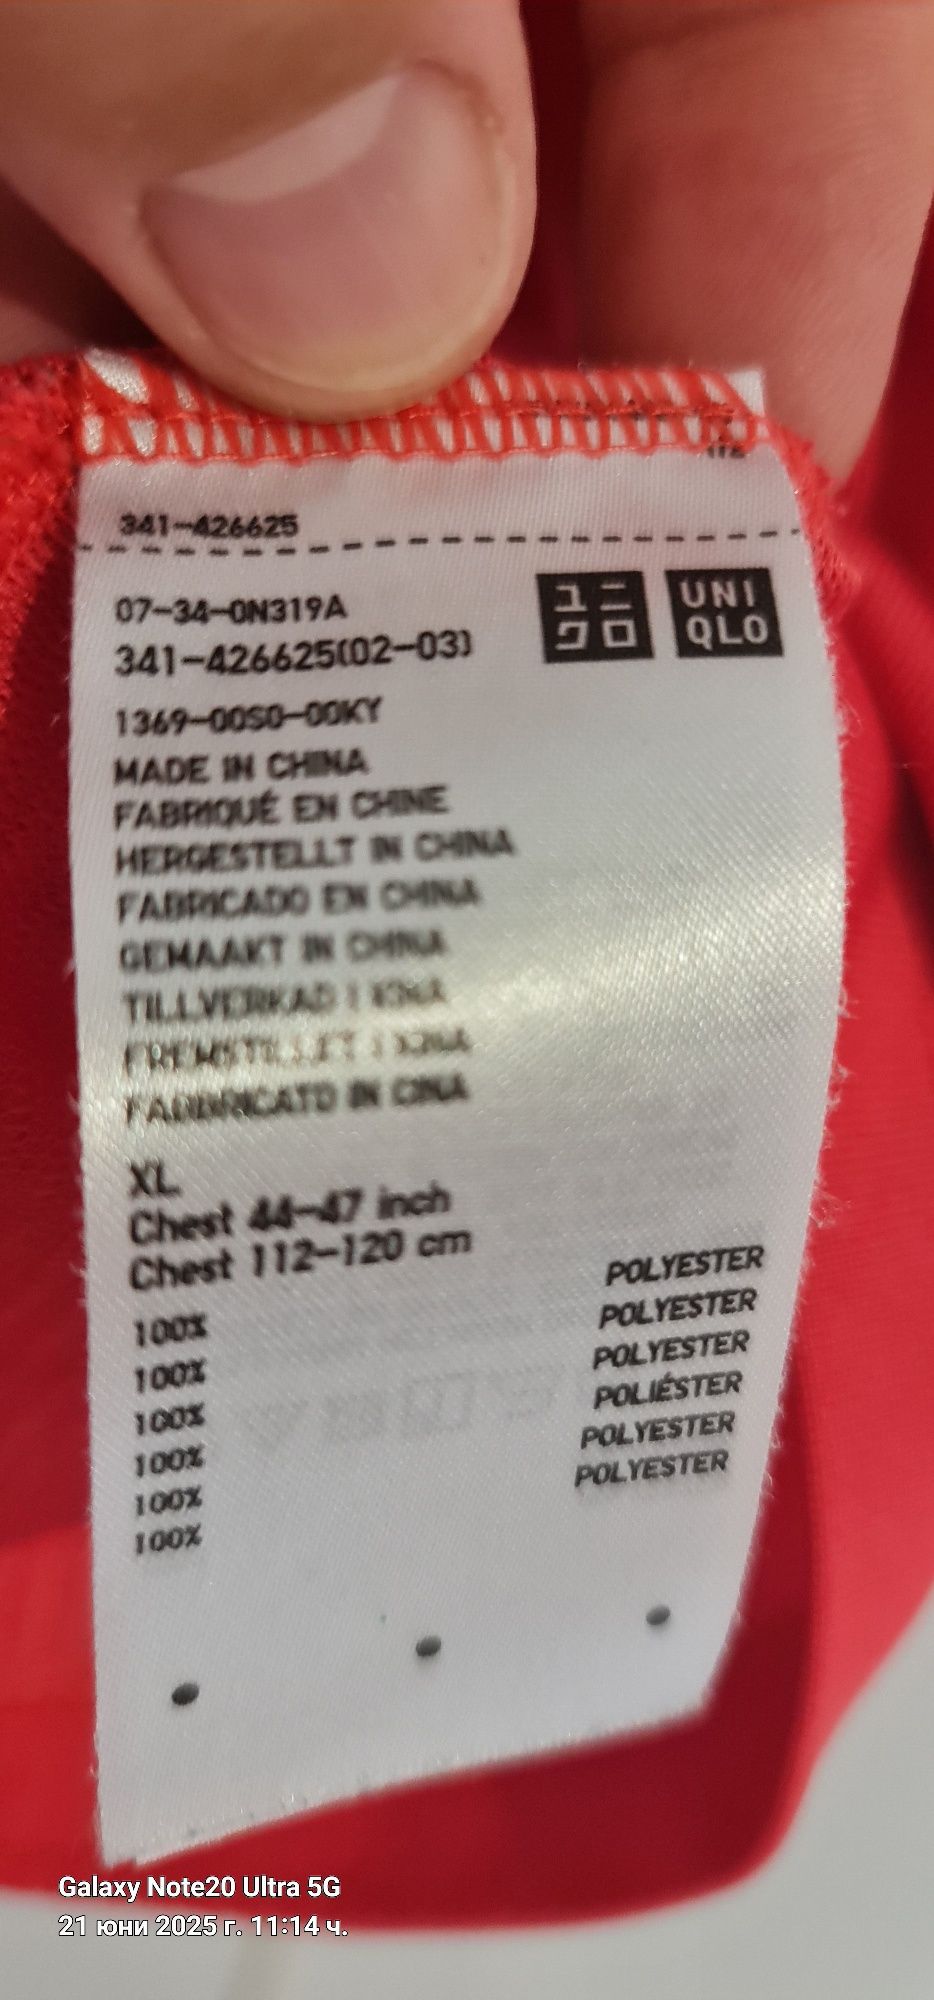 341-426625
07-34-0N319A
341-426625(02-03)
ユニ
クロ
UNI
QLO
1369-00S0-00KY
MADE IN CHINA
FABRIQUÉ EN CHINE
HERGESTELLT IN CHINA
FABRICADO EN CHINA
GEMAAKT IN CHINA
TILLVERKAD I KINA
FREMSTILLET I KINA
FABBRICATO IN CINA
XL
Chest 44-47 inch
Chest 112-120 cm
100% POLYESTER
100% POLYESTER
100% POLYESTER
100% POLIÉSTER
100% POLYESTER
100% POLYESTER
Galaxy Note20 Ultra 5G
21 юни 2025 г. 11:14 ч.